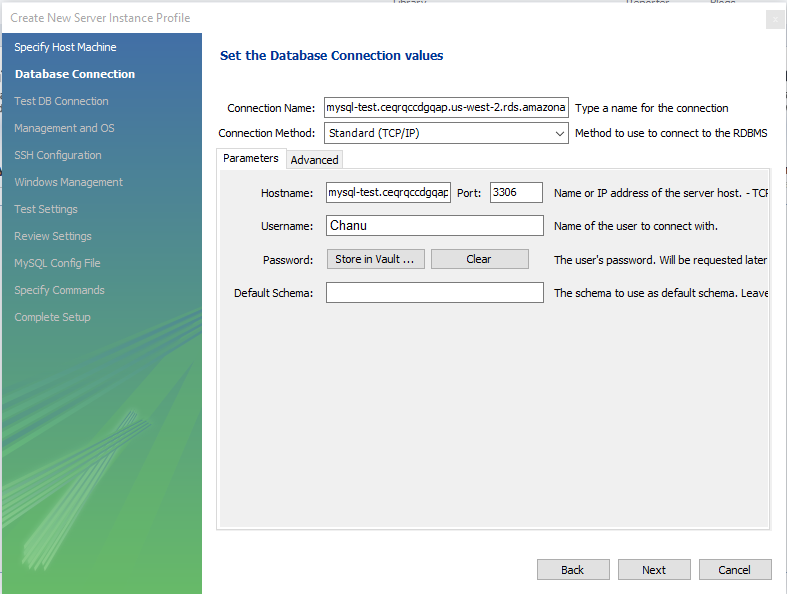 Library
Reporter
Blogs
Create New Server Instance Profile
Specify Host Machine
Database Connection
Test DB Connection
Management and OS
SSH Configuration
Windows Management
Test Settings
Review Settings
MySQL Config File
Specify Commands
Complete Setup
Set the Database Connection values
Connection Name: mysql-test.ceqrqccdgqap.us-west-2.rds.amazona Type a name for the connection
Connection Method: Standard (TCP/IP) Method to use to connect to the RDBMS
Parameters Advanced
Hostname: mysql-test.ceqrqccdgqap Port: 3306 Name or IP address of the server host. - TCP
Username: Chanu Name of the user to connect with.
Password: Store in Vault ... Clear The user's password. Will be requested later
Default Schema: The schema to use as default schema. Leave
Back Next Cancel